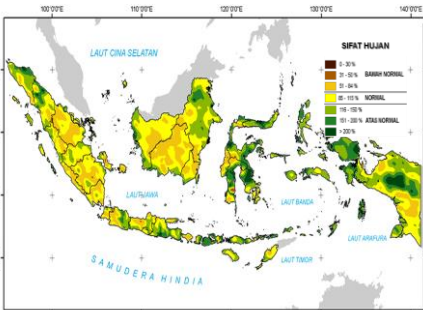 100°0'0"E 110°0'0"E 120°0'0"E 130°0'0"E 140°0'0"E
LAUT CINA SELATAN
SIFAT HUJAN
0 - 30 %
31 - 50 % BAWAH NORMAL
51 - 84 %
85 - 115 % NORMAL
116 - 150 %
151 - 200 % ATAS NORMAL
> 200 %
LAUT JAWA
LAUT BANDA
LAUT ARAFURA
LAUT TIMOR
SAMUDERA HINDIA